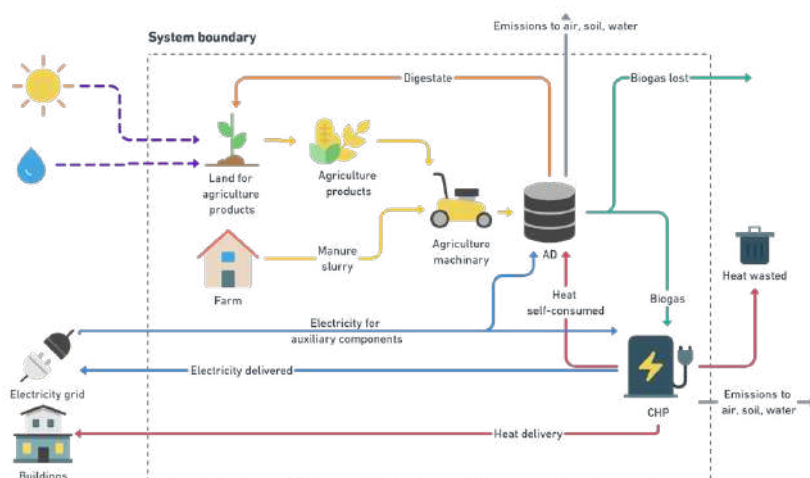 Emissions to air, soil, water
System boundary
Digestate
Biogas lost
Land for
agriculture
products
Agriculture
products
Agriculture
machinery
AD
Manure
slurry
Farm
Heat wasted
Heat
self-consumed
Biogas
Electricity for
auxiliary components
Electricity delivered
Electricity grid
CHP
Emissions to
air, soil, water
Heat delivery
Buildings